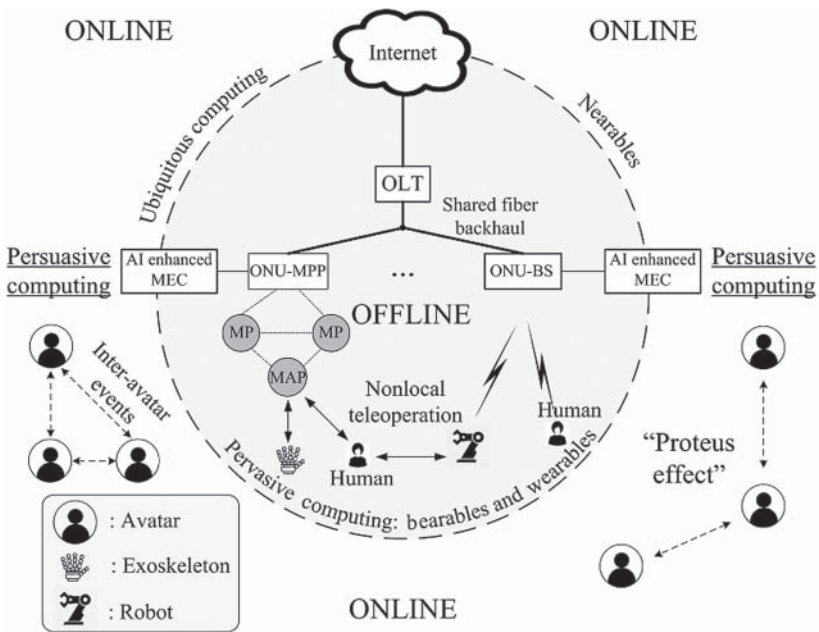 ONLINE
ONLINE
Internet
Ubiquitous computing
Nearables
OLT
Shared fiber
backhaul
Persuasive
computing
AI enhanced
MEC
ONU-MPP
...
ONU-BS
AI enhanced
MEC
Persuasive
computing
OFFLINE
MP
MP
MAP
Inter-avatar
events
Nonlocal
teleoperation
Human
Human
"Proteus
effect"
Pervasive computing: bearables and wearables
: Avatar
: Exoskeleton
: Robot
ONLINE